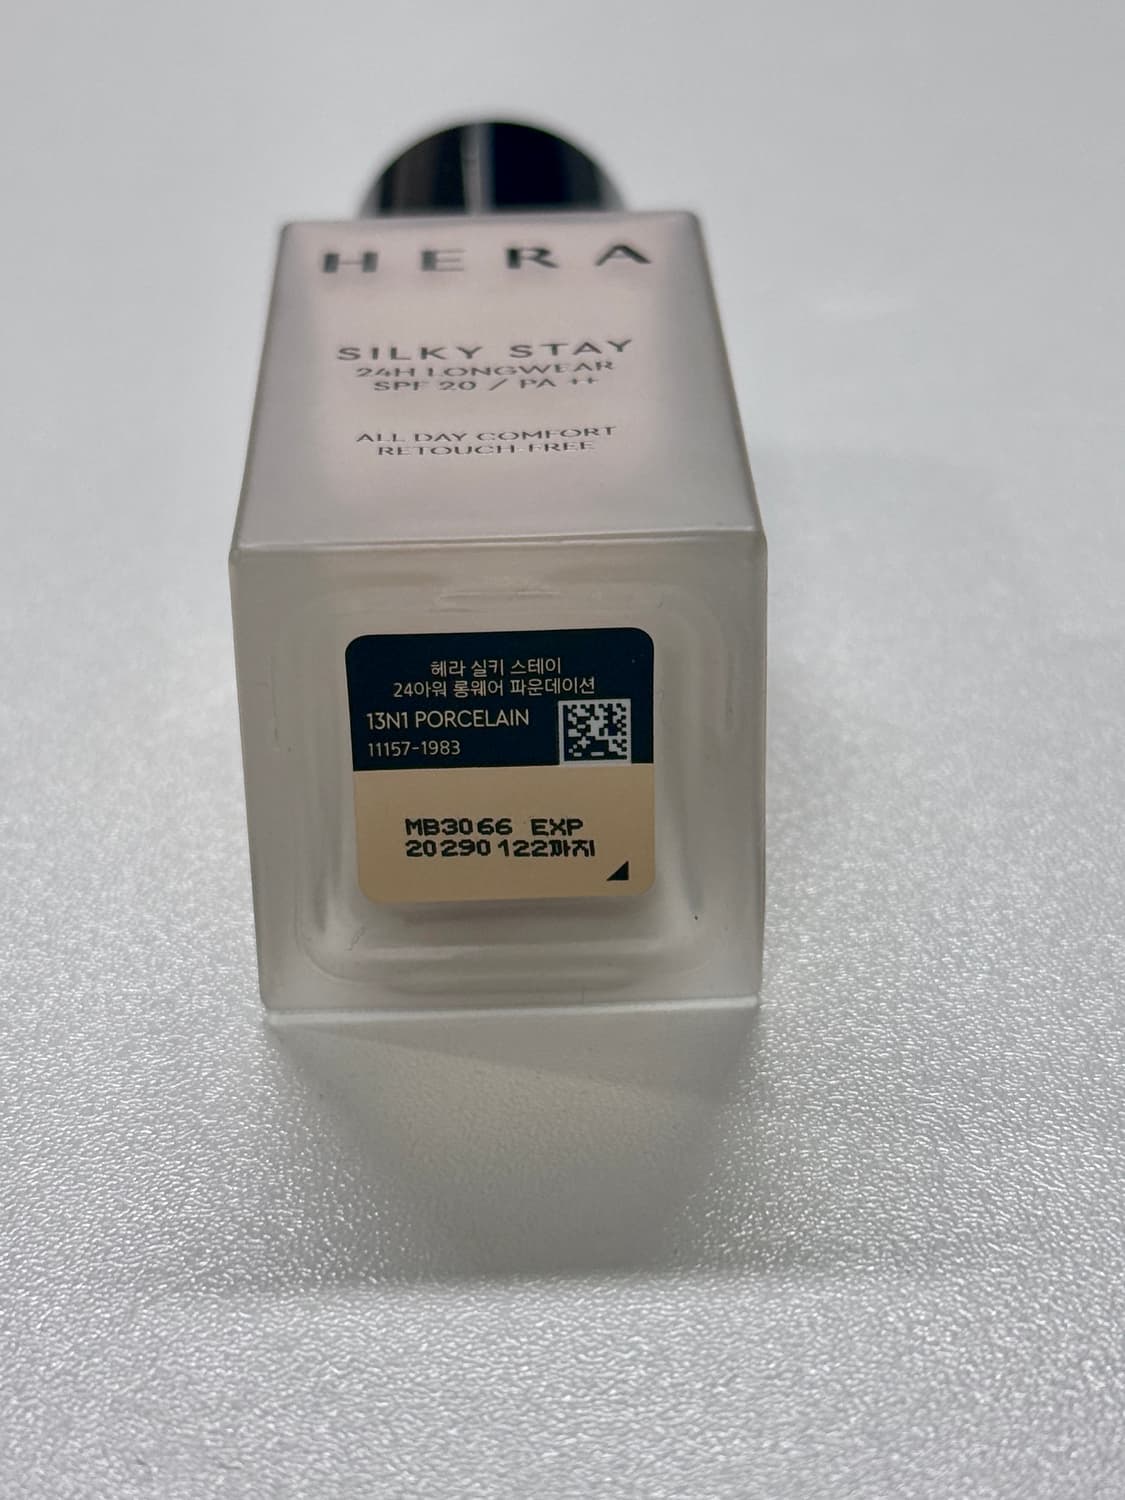 HERA
SILKY STAY
24H LONGWEAR
SPF 20 / PA ++
ALL DAY COMFORT
RETOUCH-FREE
헤라 실키 스테이
24아워 롱웨어 파운데이션
13N1 PORCELAIN
11157-1983
MB3066 EXP
20290122까지